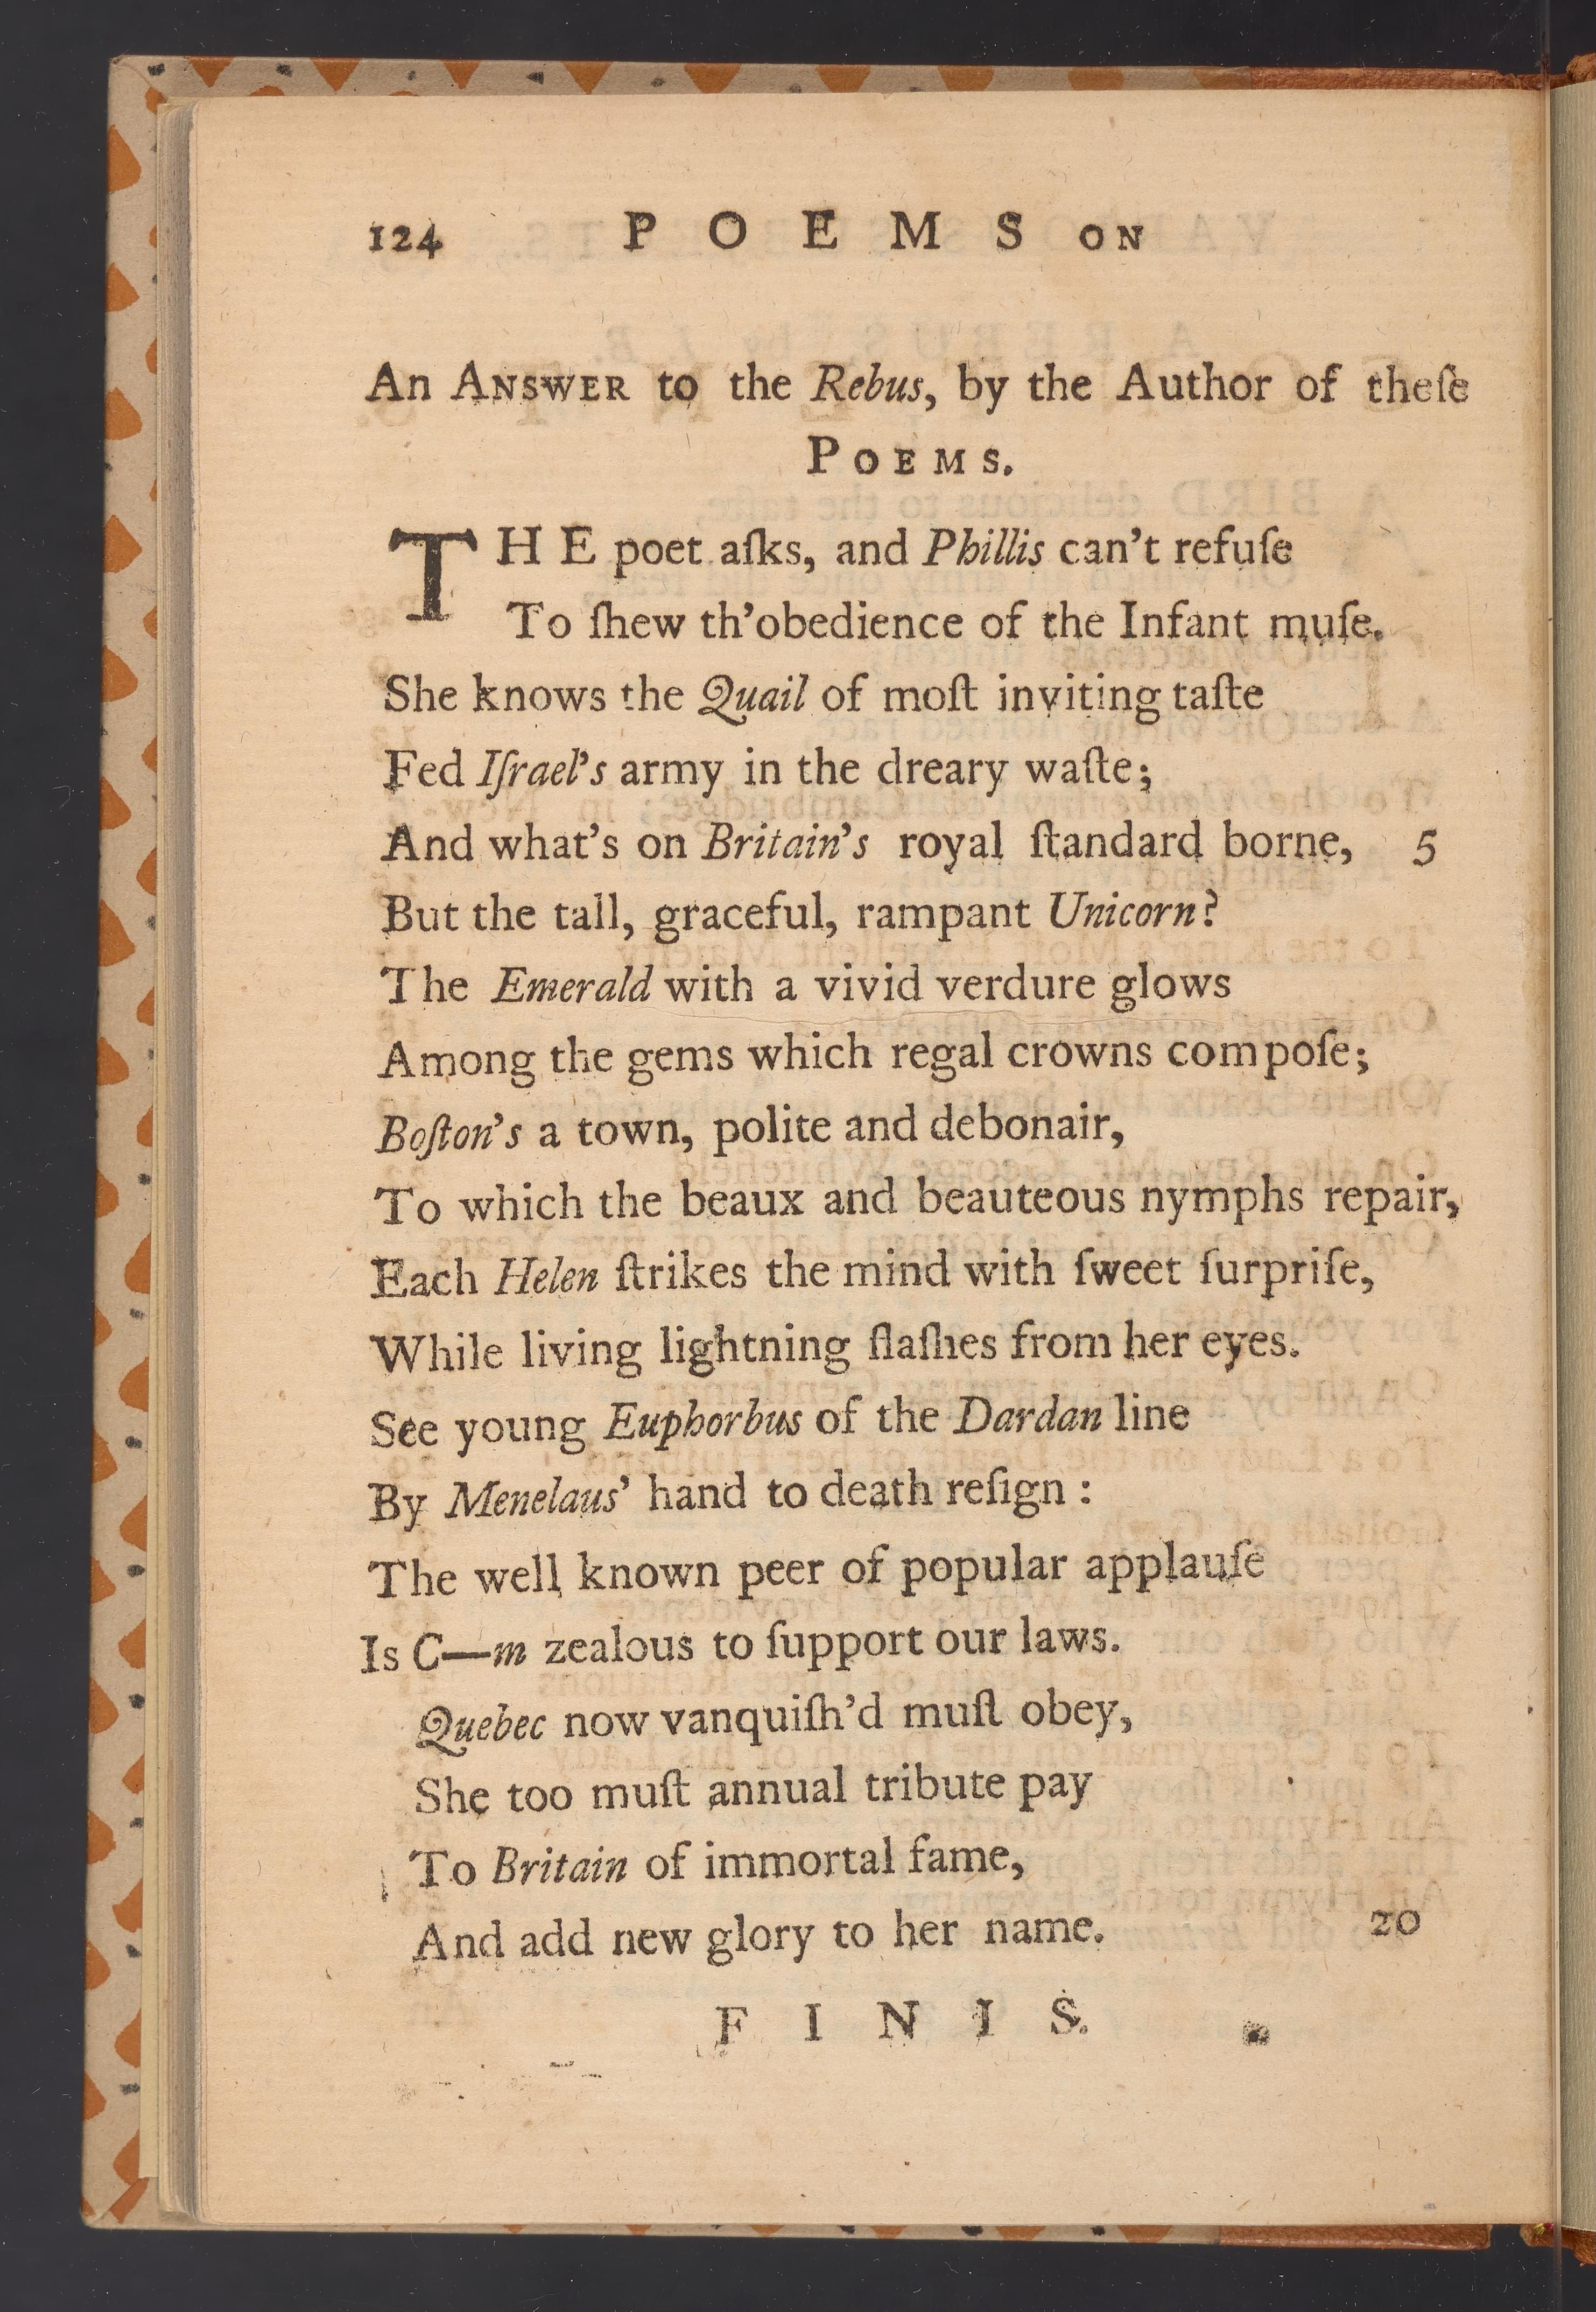 124 POEMS ON
An ANSWER to the Rebus, by the Author of theſe
POEMS.
THE poet aſks, and Phillis can't refuſe
To ſhew th'obedience of the Infant muſe.
She knows the Quail of moſt inviting taſte
Fed Iſrael's army in the dreary waſte;
And what's on Britain's royal ſtandard borne, 5
But the tall, graceful, rampant Unicorn?
The Emerald with a vivid verdure glows
Among the gems which regal crowns compoſe;
Boſton's a town, polite and debonair,
To which the beaux and beauteous nymphs repair,
Each Helen ſtrikes the mind with ſweet ſurpriſe,
While living lightning flaſhes from her eyes.
See young Euphorbus of the Dardan line
By Menelaus' hand to death reſign :
The well known peer of popular applauſe
Is C—m zealous to ſupport our laws.
Quebec now vanquiſh'd muſt obey,
She too muſt annual tribute pay
To Britain of immortal fame,
And add new glory to her name. 20
FINIS.